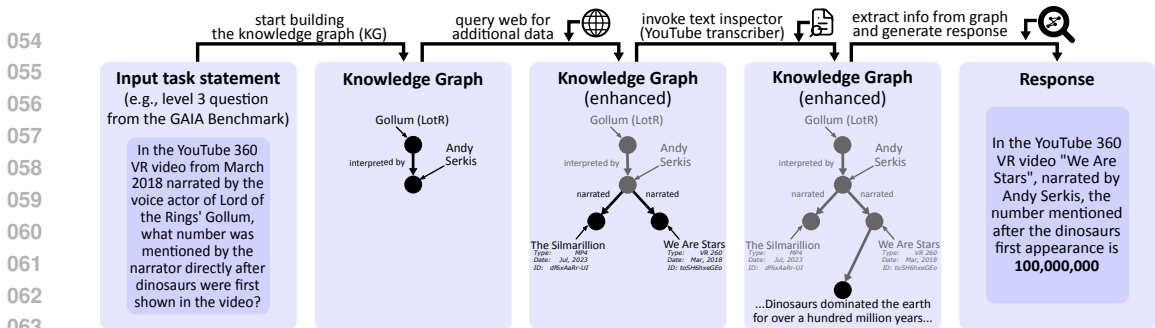 054
055
056
057
058
059
060
061
062
063
start building
the knowledge graph (KG)
query web for
additional data
invoke text inspector
(YouTube transcriber)
extract info from graph
and generate response
Input task statement
(e.g., level 3 question
from the GAIA Benchmark)
In the YouTube 360
VR video from March
2018 narrated by the
voice actor of Lord of
the Rings' Gollum,
what number was
mentioned by the
narrator directly after
dinosaurs were first
shown in the video?
Knowledge Graph
Gollum (LotR)
interpreted by
Andy
Serkis
Knowledge Graph
(enhanced)
Gollum (LotR)
interpreted by
Andy
Serkis
narrated
narrated
The Silmarillion
Type: MP4
Date: Jul, 2023
ID: df6xAaRr-UI
We Are Stars
Type: VR 260
Date: Mar, 2018
ID: toSH6hxeGEo
Knowledge Graph
(enhanced)
Gollum (LotR)
interpreted by
Andy
Serkis
narrated
narrated
The Silmarillion
Type: MP4
Date: Jul, 2023
ID: df6xAaRr-UI
We Are Stars
Type: VR 260
Date: Mar, 2018
ID: toSH6hxeGEo
...Dinosaurs dominated the earth
for over a hundred million years...
Response
In the YouTube 360
VR video "We Are
Stars", narrated by
Andy Serkis, the
number mentioned
after the dinosaurs
first appearance is
100,000,000